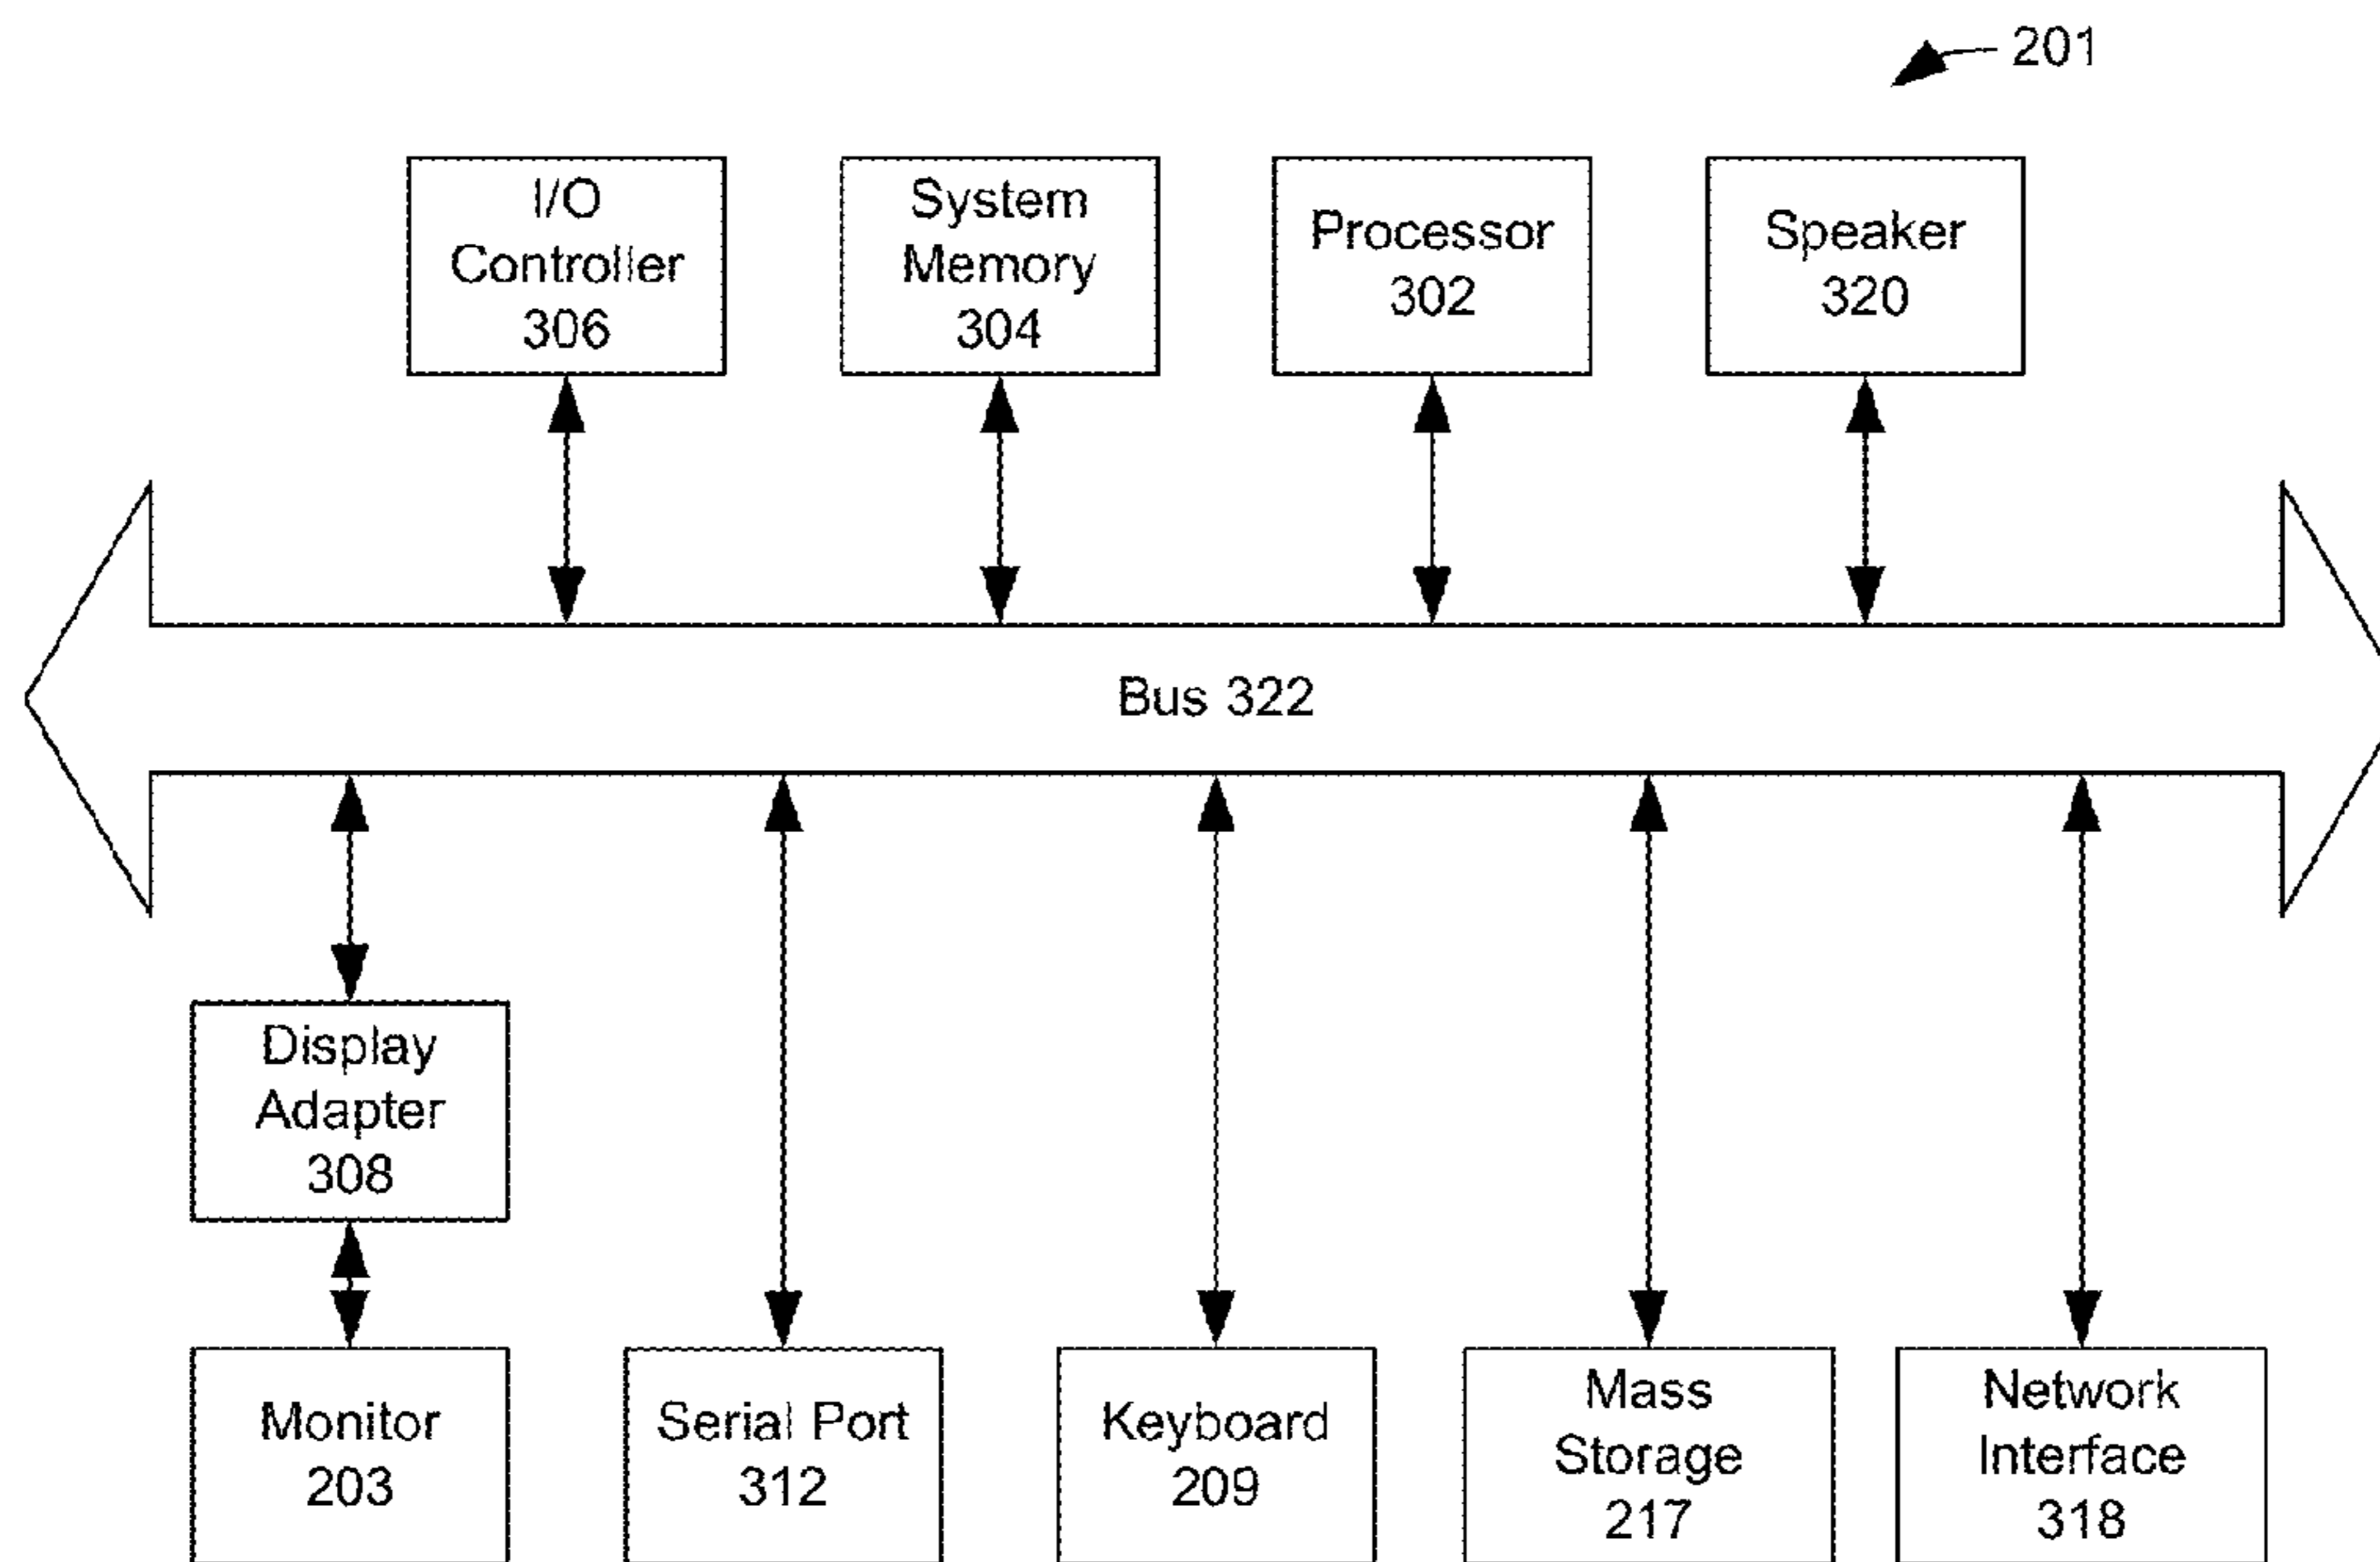 201
I/O
Controller
306
System
Memory
304
Processor
302
Speaker
320
Bus 322
Display
Adapter
308
Monitor
203
Serial Port
312
Keyboard
209
Mass
Storage
217
Network
Interface
318